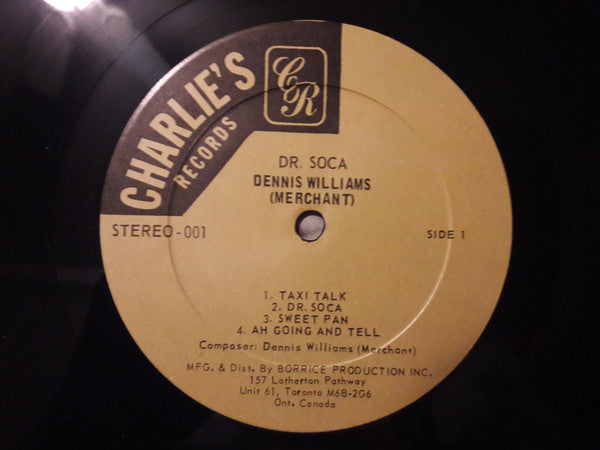 CHARLIE'S
RECORDS
CR
DR. SOCA
DENNIS WILLIAMS
(MERCHANT)
STEREO-001
SIDE 1
1. TAXI TALK
2. DR. SOCA
3. SWEET PAN
4. AH GOING AND TELL
Composer: Dennis Williams (Merchant)
MFG. & Dist. By BORRICE PRODUCTION INC.
157 Lotherton Pathway
Unit 61, Toronto M6B-2G6
Ont. Canada